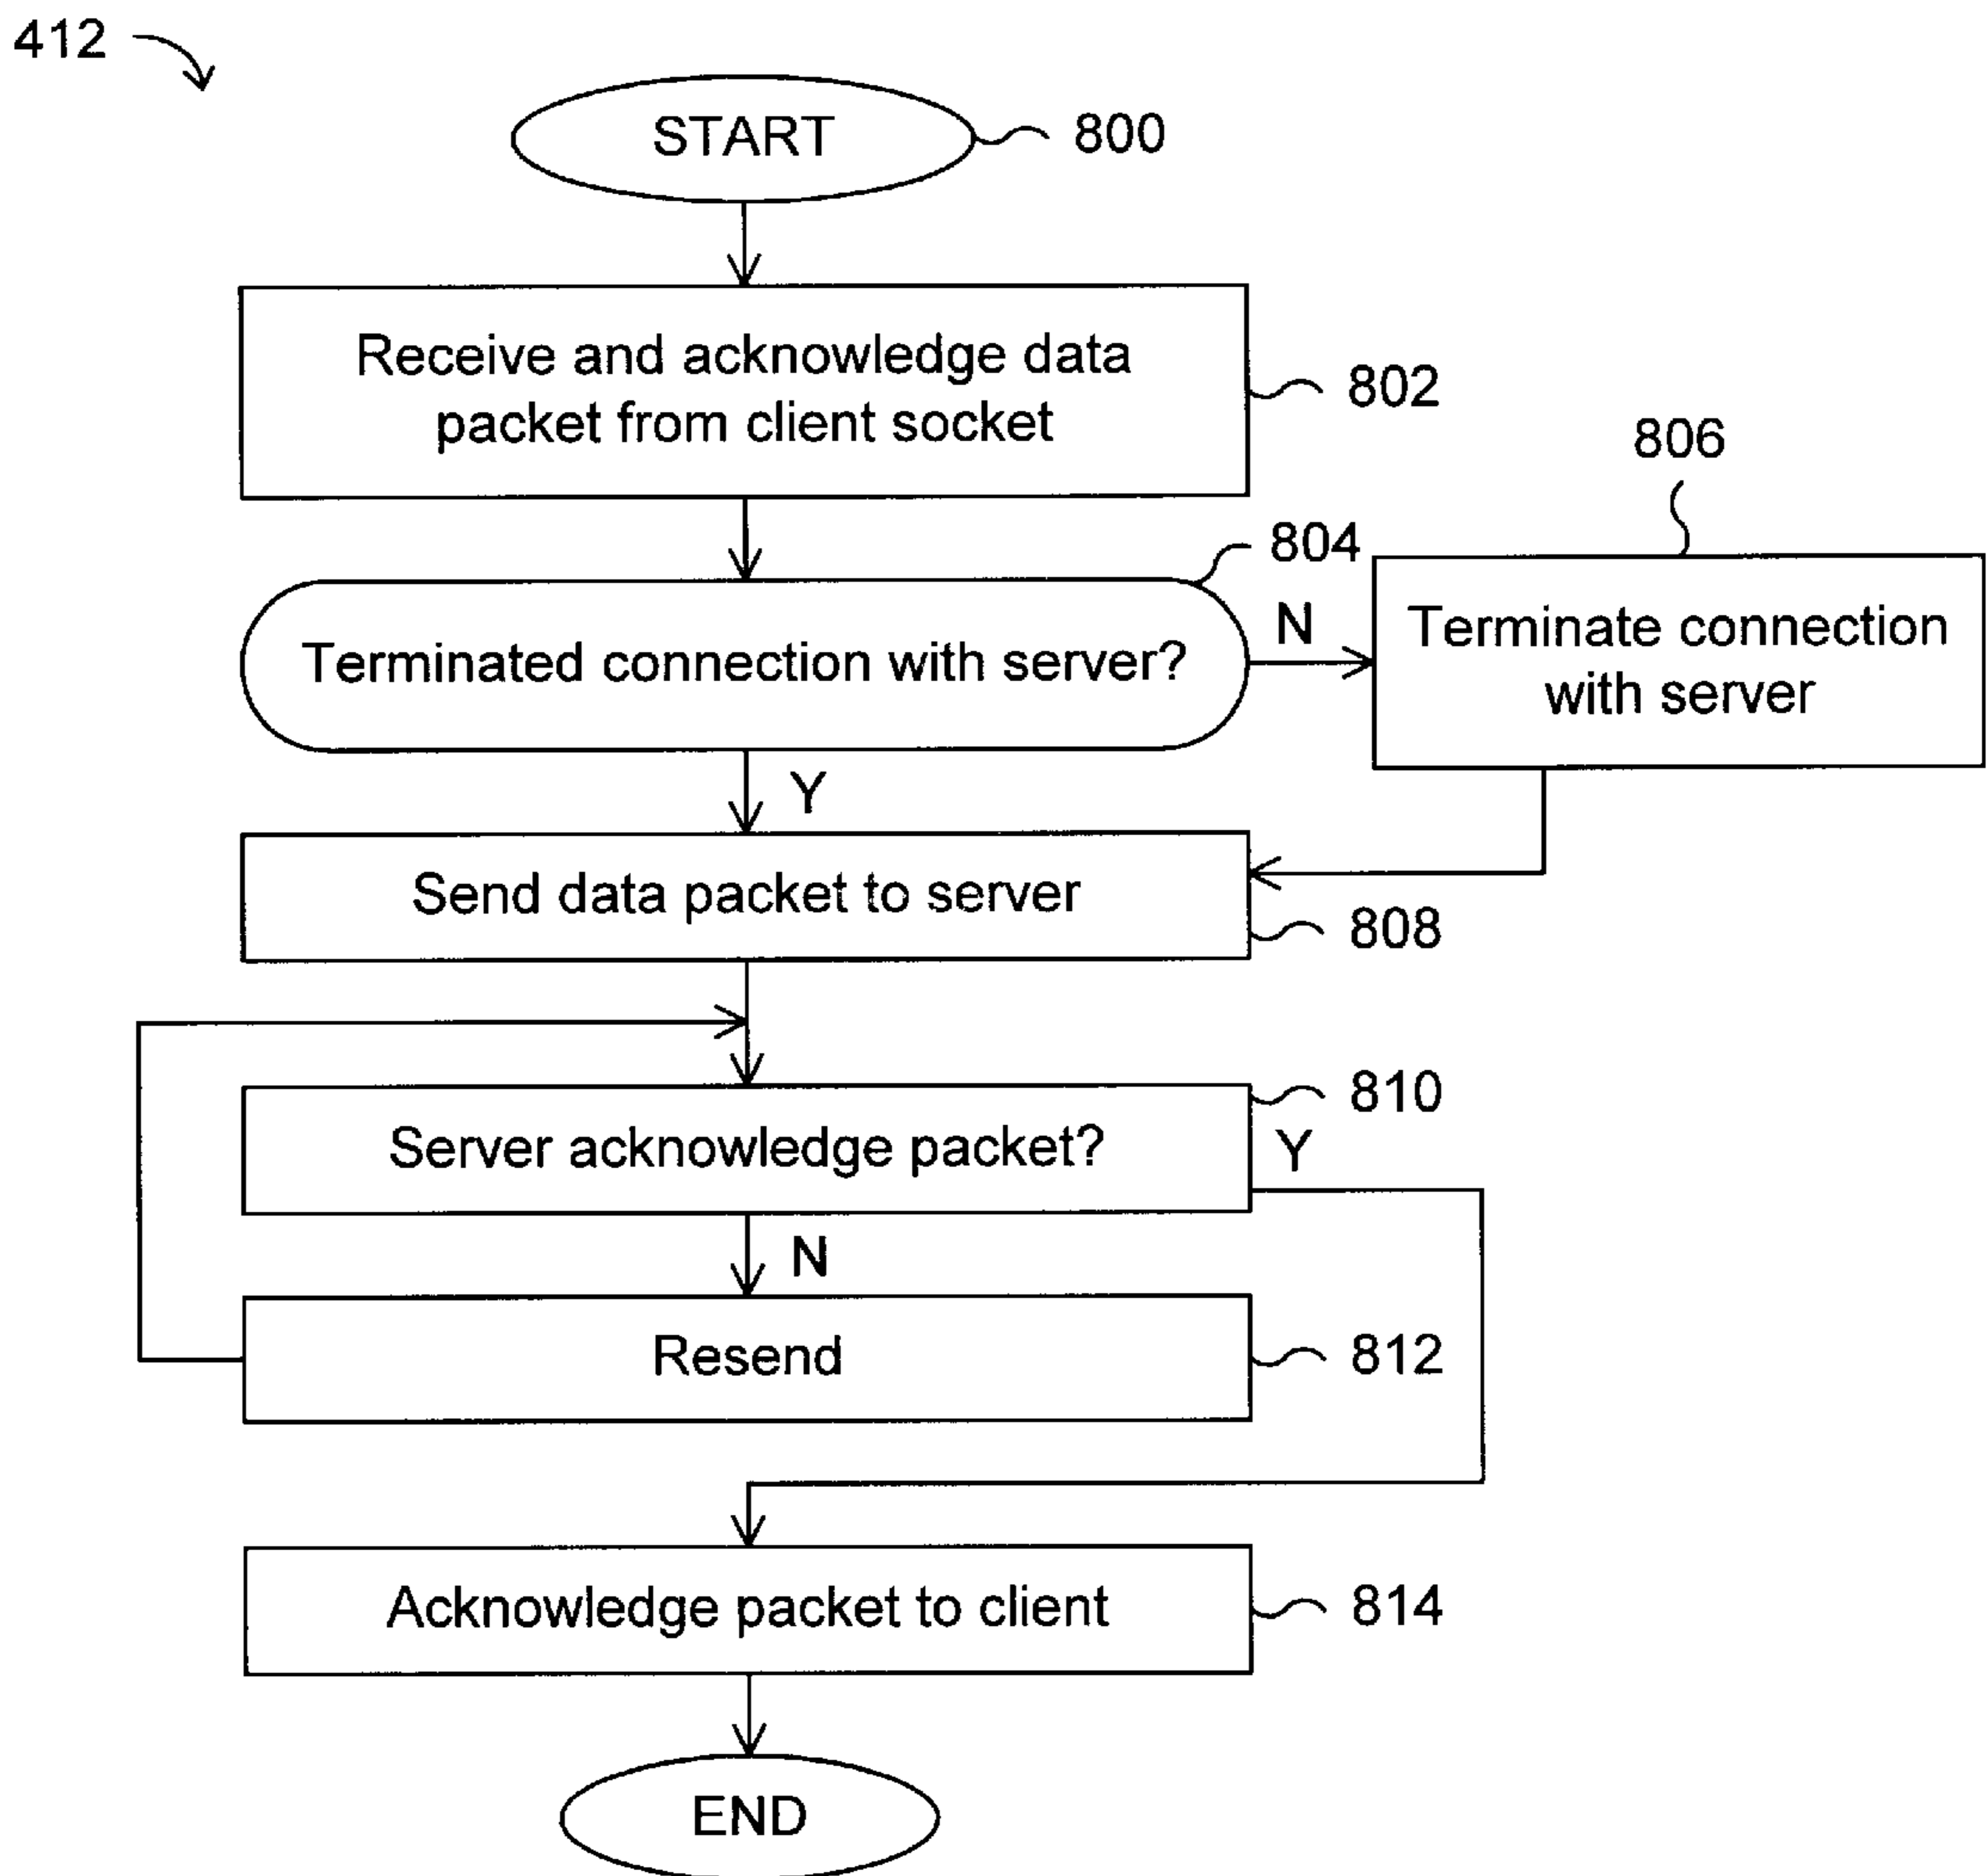 412
START
800
Receive and acknowledge data
packet from client socket
802
806
804
Terminated connection with server?
N
Terminate connection
with server
Y
Send data packet to server
808
810
Server acknowledge packet?
Y
N
Resend
812
Acknowledge packet to client
814
END